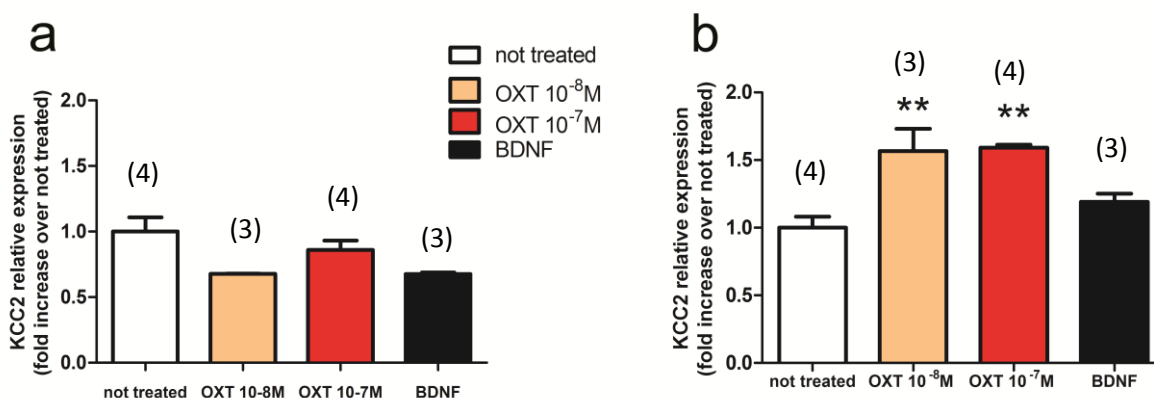 a
not treated
OXT 10⁻⁸M
OXT 10⁻⁷M
BDNF
KCC2 relative expression
(fold increase over not treated)
2.0
1.5
1.0
0.5
0.0
(4)
(3)
(4)
(3)
not treated OXT 10-8M OXT 10-7M BDNF
b
KCC2 relative expression
(fold increase over not treated)
2.0
1.5
1.0
0.5
0.0
(4)
(3)
**
(4)
**
(3)
not treated OXT 10⁻⁸M OXT 10⁻⁷M BDNF